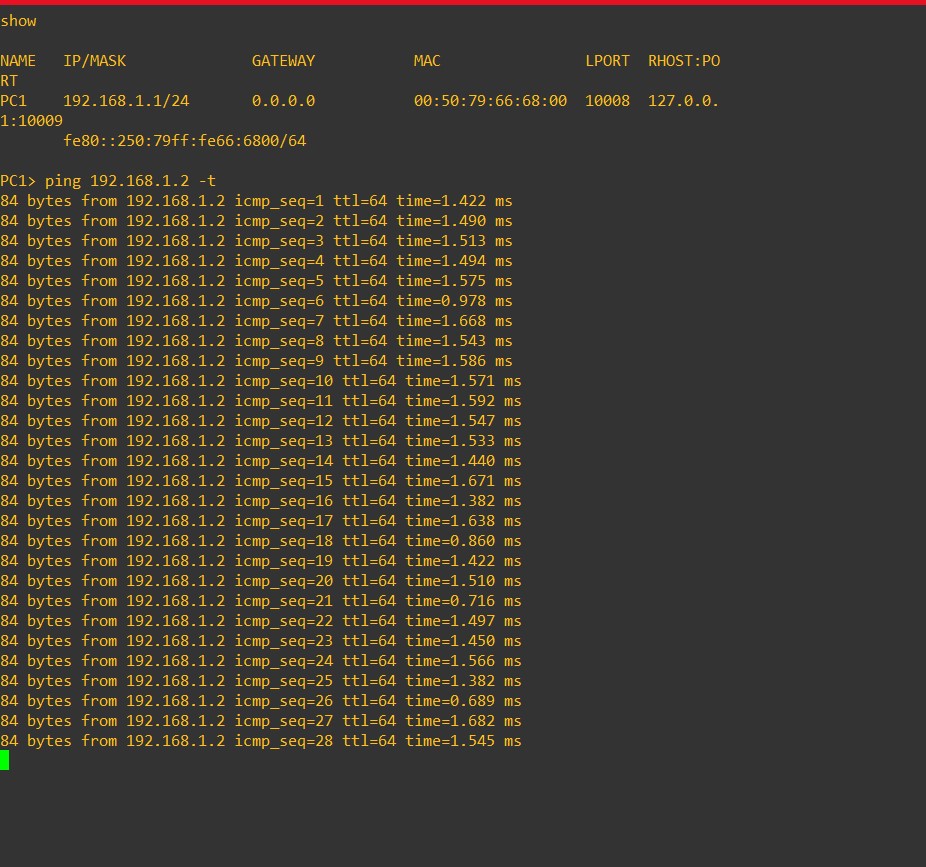 show
NAME   IP/MASK              GATEWAY           MAC                LPORT  RHOST:PO
RT
PC1    192.168.1.1/24       0.0.0.0           00:50:79:66:68:00  10008  127.0.0.
1:10009
       fe80::250:79ff:fe66:6800/64
PC1> ping 192.168.1.2 -t
84 bytes from 192.168.1.2 icmp_seq=1 ttl=64 time=1.422 ms
84 bytes from 192.168.1.2 icmp_seq=2 ttl=64 time=1.490 ms
84 bytes from 192.168.1.2 icmp_seq=3 ttl=64 time=1.513 ms
84 bytes from 192.168.1.2 icmp_seq=4 ttl=64 time=1.494 ms
84 bytes from 192.168.1.2 icmp_seq=5 ttl=64 time=1.575 ms
84 bytes from 192.168.1.2 icmp_seq=6 ttl=64 time=0.978 ms
84 bytes from 192.168.1.2 icmp_seq=7 ttl=64 time=1.668 ms
84 bytes from 192.168.1.2 icmp_seq=8 ttl=64 time=1.543 ms
84 bytes from 192.168.1.2 icmp_seq=9 ttl=64 time=1.586 ms
84 bytes from 192.168.1.2 icmp_seq=10 ttl=64 time=1.571 ms
84 bytes from 192.168.1.2 icmp_seq=11 ttl=64 time=1.592 ms
84 bytes from 192.168.1.2 icmp_seq=12 ttl=64 time=1.547 ms
84 bytes from 192.168.1.2 icmp_seq=13 ttl=64 time=1.533 ms
84 bytes from 192.168.1.2 icmp_seq=14 ttl=64 time=1.440 ms
84 bytes from 192.168.1.2 icmp_seq=15 ttl=64 time=1.671 ms
84 bytes from 192.168.1.2 icmp_seq=16 ttl=64 time=1.382 ms
84 bytes from 192.168.1.2 icmp_seq=17 ttl=64 time=1.638 ms
84 bytes from 192.168.1.2 icmp_seq=18 ttl=64 time=0.860 ms
84 bytes from 192.168.1.2 icmp_seq=19 ttl=64 time=1.422 ms
84 bytes from 192.168.1.2 icmp_seq=20 ttl=64 time=1.510 ms
84 bytes from 192.168.1.2 icmp_seq=21 ttl=64 time=0.716 ms
84 bytes from 192.168.1.2 icmp_seq=22 ttl=64 time=1.497 ms
84 bytes from 192.168.1.2 icmp_seq=23 ttl=64 time=1.450 ms
84 bytes from 192.168.1.2 icmp_seq=24 ttl=64 time=1.566 ms
84 bytes from 192.168.1.2 icmp_seq=25 ttl=64 time=1.382 ms
84 bytes from 192.168.1.2 icmp_seq=26 ttl=64 time=0.689 ms
84 bytes from 192.168.1.2 icmp_seq=27 ttl=64 time=1.682 ms
84 bytes from 192.168.1.2 icmp_seq=28 ttl=64 time=1.545 ms